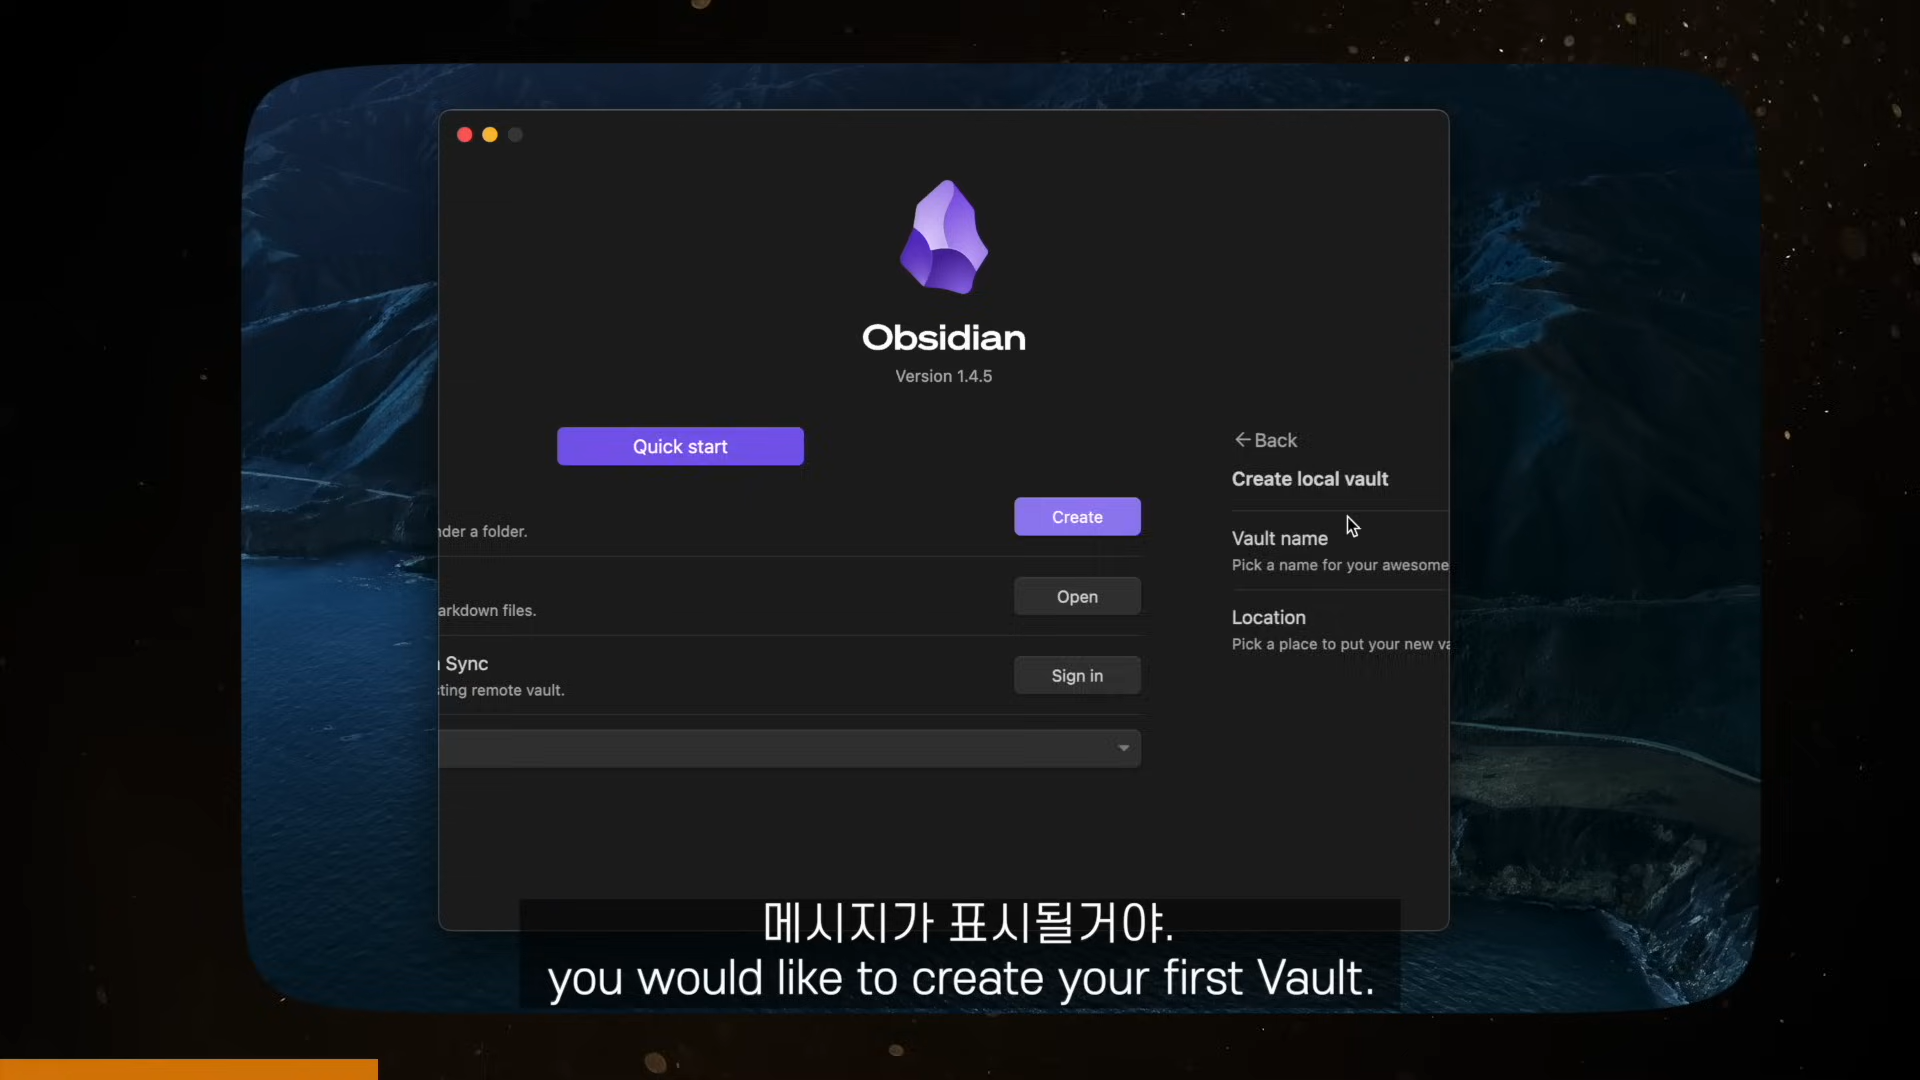 Obsidian
Version 1.4.5
Quick start
Create
nder a folder.
Open
arkdown files.
Sync
Sign in
sting remote vault.
Back
Create local vault
Vault name
Pick a name for your awesome
Location
Pick a place to put your new va
메시지가 표시될거야.
you would like to create your first Vault.